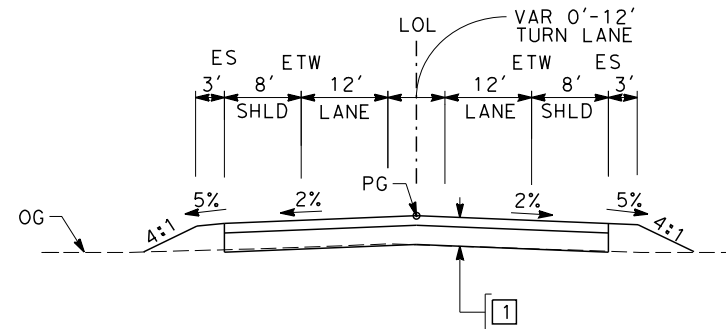 LOL
VAR 0'-12'
TURN LANE
ES
ETW
ETW
ES
3'
8'
12'
12'
8'
3'
SHLD
LANE
LANE
SHLD
PG
5%
2%
2%
5%
OG
4:1
4:1
1